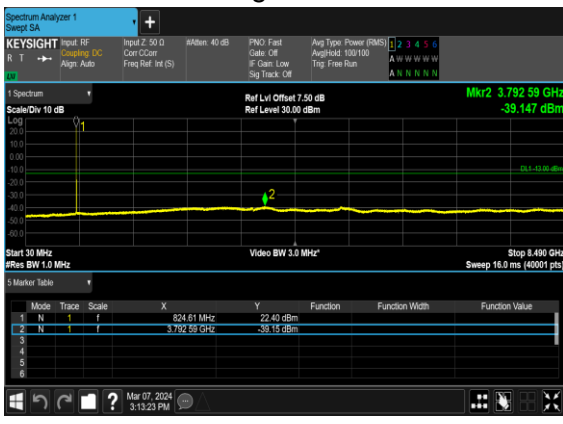 Spectrum Analyzer 1
Swept SA
+
KEYSIGHT Input: RF Input Z: 50 Ω #Atten: 40 dB PNO: Fast Avg Type: Power (RMS) 1 2 3 4 5 6
R T Coupling: DC Corr CCorr Gate: Off Avg|Hold: 100/100 A W W W W W
Align: Auto Freq Ref: Int (S) IF Gain: Low Trig: Free Run
LV Sig Track: Off A N N N N N
1 Spectrum Ref Lvl Offset 7.50 dB Mkr2 3.792 59 GHz
Scale/Div 10 dB Ref Level 30.00 dBm -39.147 dBm
Log
20.0
10.0
0.00
-10.0
-20.0
-30.0
-40.0
-50.0
-60.0
1
2
DL1 -13.00 dBm
Start 30 MHz Video BW 3.0 MHz* Stop 8.490 GHz
#Res BW 1.0 MHz Sweep 16.0 ms (40001 pts)
5 Marker Table
Mode Trace Scale X Y Function Function Width Function Value
1 N 1 f 824.61 MHz 22.40 dBm
2 N 1 f 3.792 59 GHz -39.15 dBm
3
4
5
6
? Mar 07, 2024
3:13:23 PM